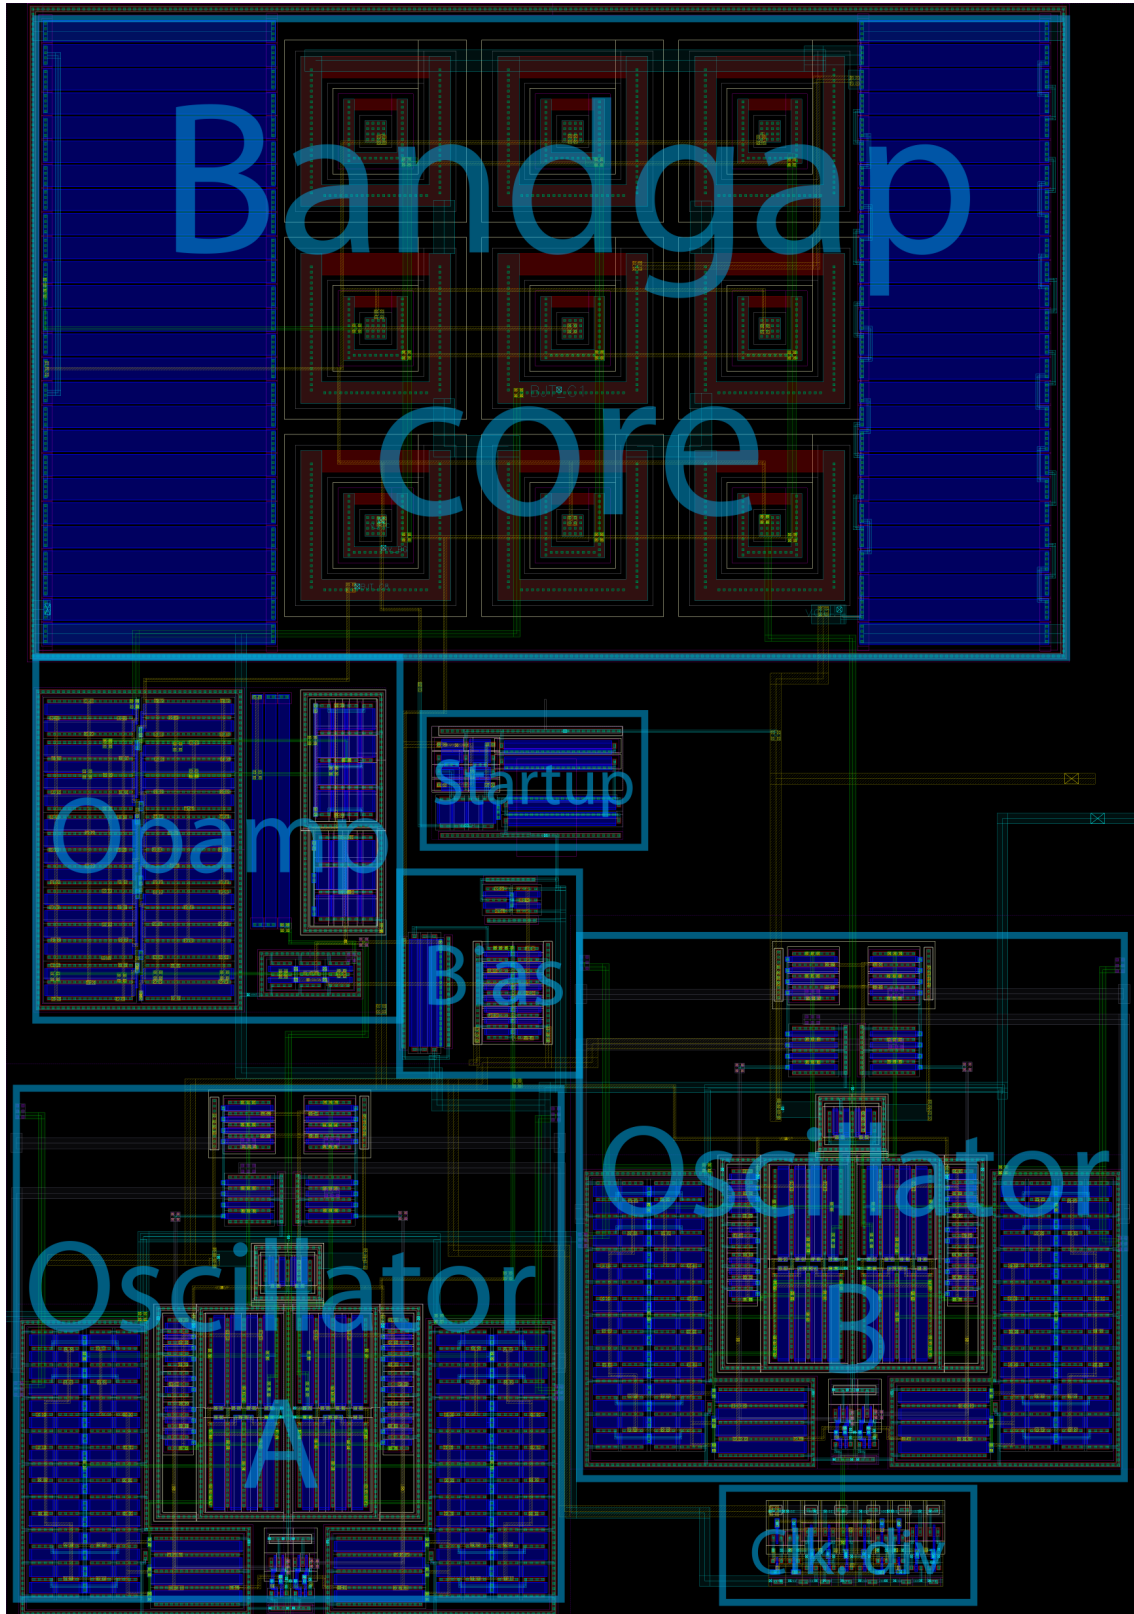 Bandgap
core
Startup
Opamp
Bias
Oscillator
B
Oscillator
A
Clk. div